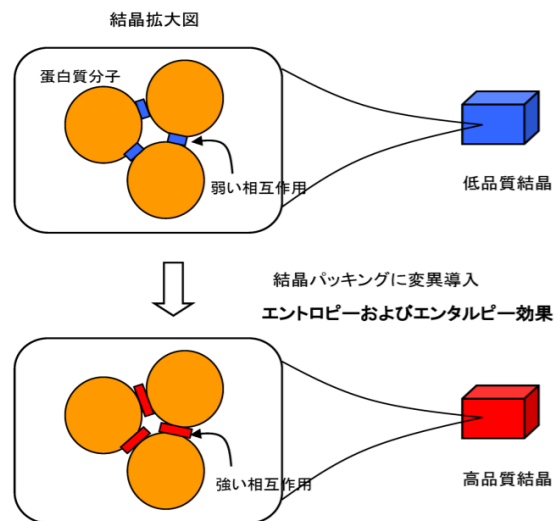 結晶拡大図
蛋白質分子
弱い相互作用
低品質結晶
結晶パッキングに変異導入
エントロピーおよびエンタルピー効果
強い相互作用
高品質結晶